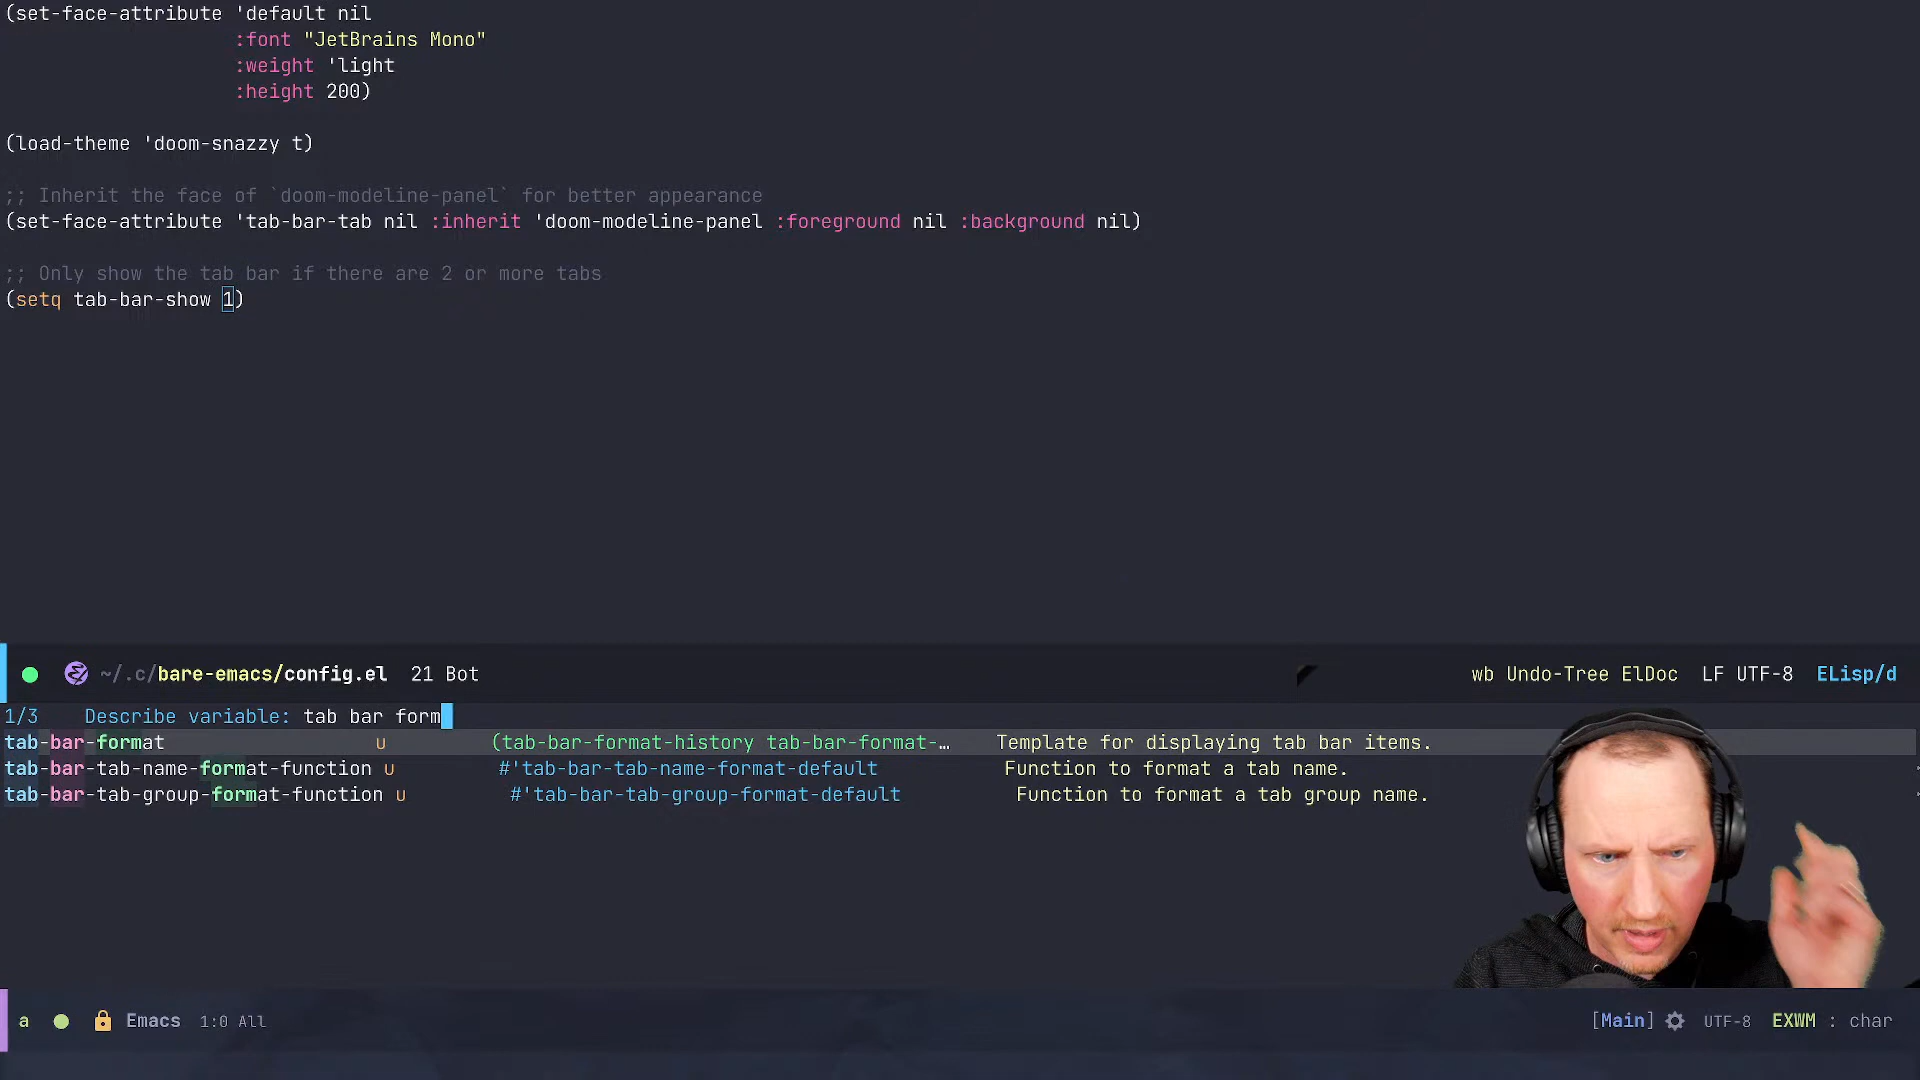 (set-face-attribute 'default nil
:font "JetBrains Mono"
:weight 'light
:height 200)
(load-theme 'doom-snazzy t)
;; Inherit the face of `doom-modeline-panel` for better appearance
(set-face-attribute 'tab-bar-tab nil :inherit 'doom-modeline-panel :foreground nil :background nil)
;; Only show the tab bar if there are 2 or more tabs
(setq tab-bar-show 1)
~/.c/bare-emacs/config.el 21 Bot wb Undo-Tree ElDoc LF UTF-8 ELisp/d
1/3 Describe variable: tab bar form
tab-bar-format u (tab-bar-format-history tab-bar-format-… Template for displaying tab bar items.
tab-bar-tab-name-format-function u #'tab-bar-tab-name-format-default Function to format a tab name.
tab-bar-tab-group-format-function u #'tab-bar-tab-group-format-default Function to format a tab group name.
a Emacs 1:0 All [Main] UTF-8 EXWM : char